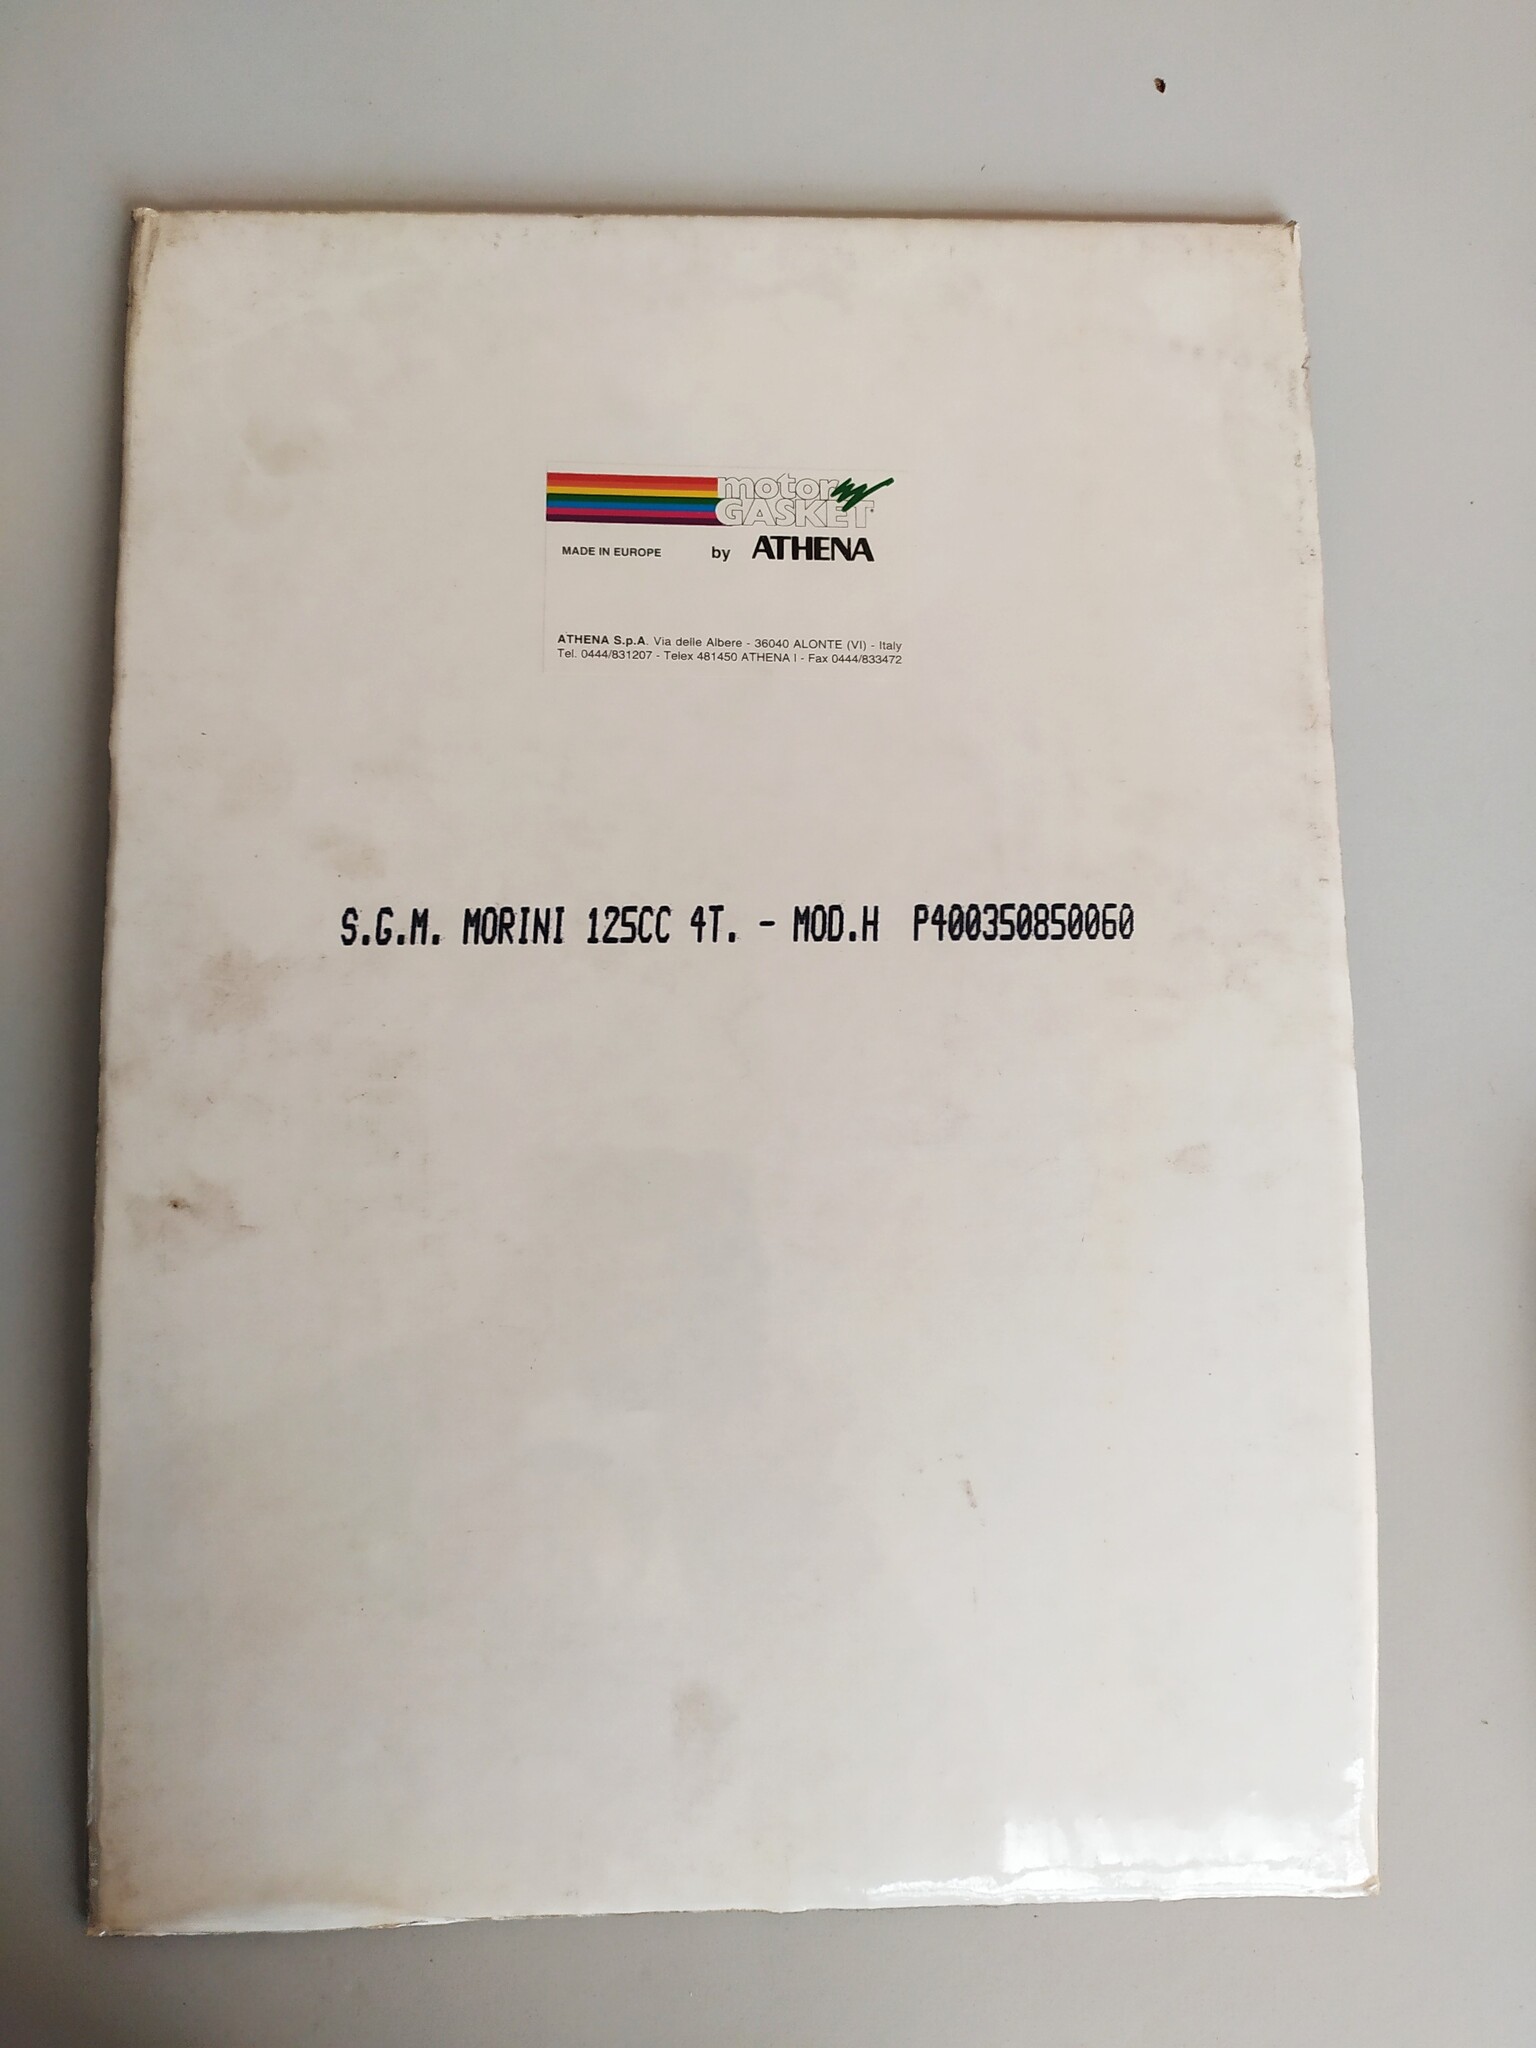 motor
GASKET
MADE IN EUROPE by ATHENA
ATHENA S.p.A. Via delle Albere - 36040 ALONTE (VI) - Italy
Tel. 0444/831207 - Telex 481450 ATHENA I - Fax 0444/833472
S.G.M. MORINI 125CC 4T. - MOD.H P400350850060